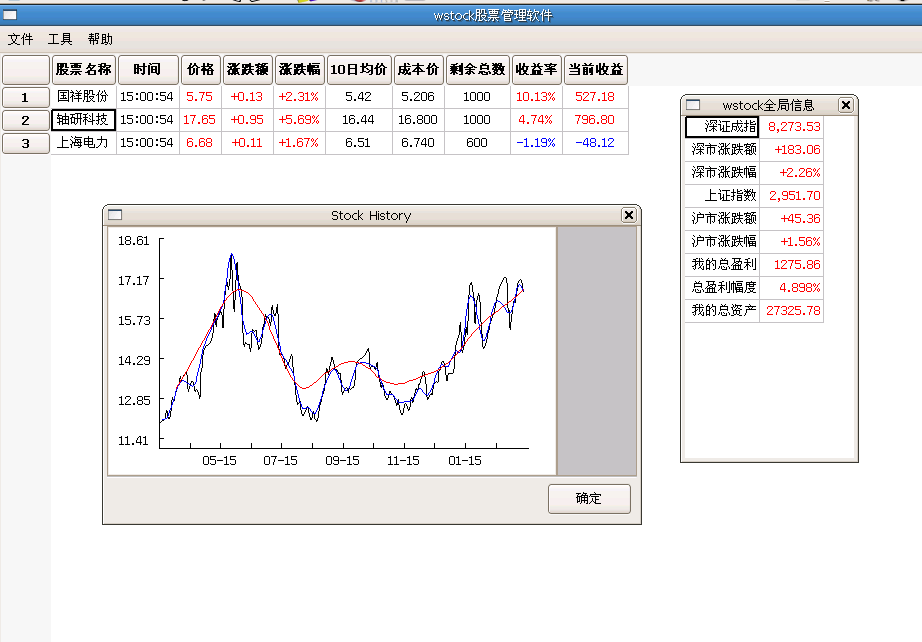 wstock股票管理软件
文件 工具 帮助
股票名称 时间 价格 涨跌额 涨跌幅 10日均价 成本价 剩余总数 收益率 当前收益
1 国祥股份 15:00:54 5.75 +0.13 +2.31% 5.42 5.206 1000 10.13% 527.18
2 轴研科技 15:00:54 17.65 +0.95 +5.69% 16.44 16.800 1000 4.74% 796.80
3 上海电力 15:00:54 6.68 +0.11 +1.67% 6.51 6.740 600 -1.19% -48.12
wstock全局信息
深证成指 8,273.53
深市涨跌额 +183.06
深市涨跌幅 +2.26%
上证指数 2,951.70
沪市涨跌额 +45.36
沪市涨跌幅 +1.56%
我的总盈利 1275.86
总盈利幅度 4.898%
我的总资产 27325.78
Stock History
18.61
17.17
15.73
14.29
12.85
11.41
05-15 07-15 09-15 11-15 01-15
确定